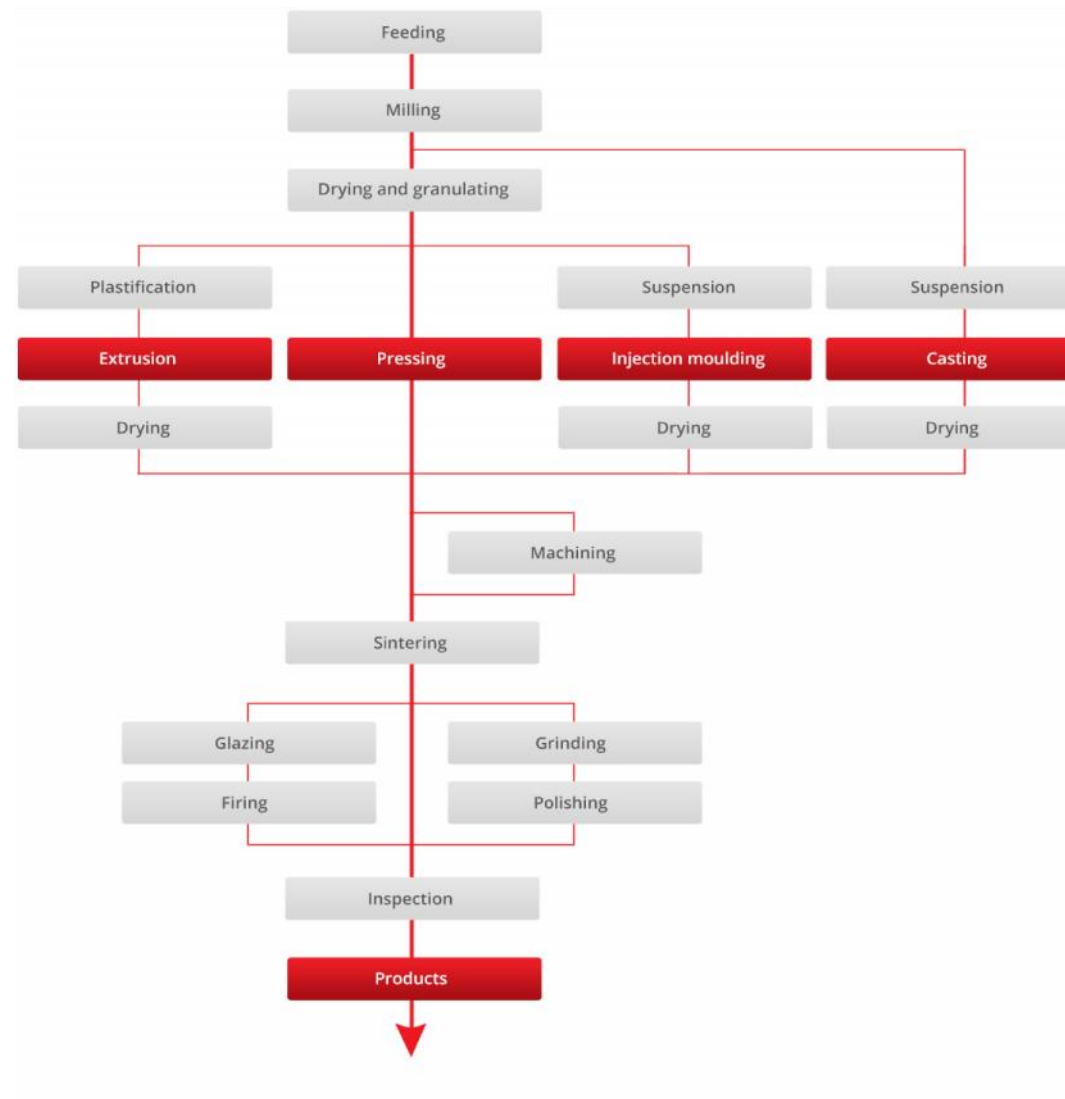 Feeding
Milling
Drying and granulating
Plastification
Suspension
Suspension
Extrusion
Pressing
Injection moulding
Casting
Drying
Drying
Drying
Machining
Sintering
Glazing
Grinding
Firing
Polishing
Inspection
Products